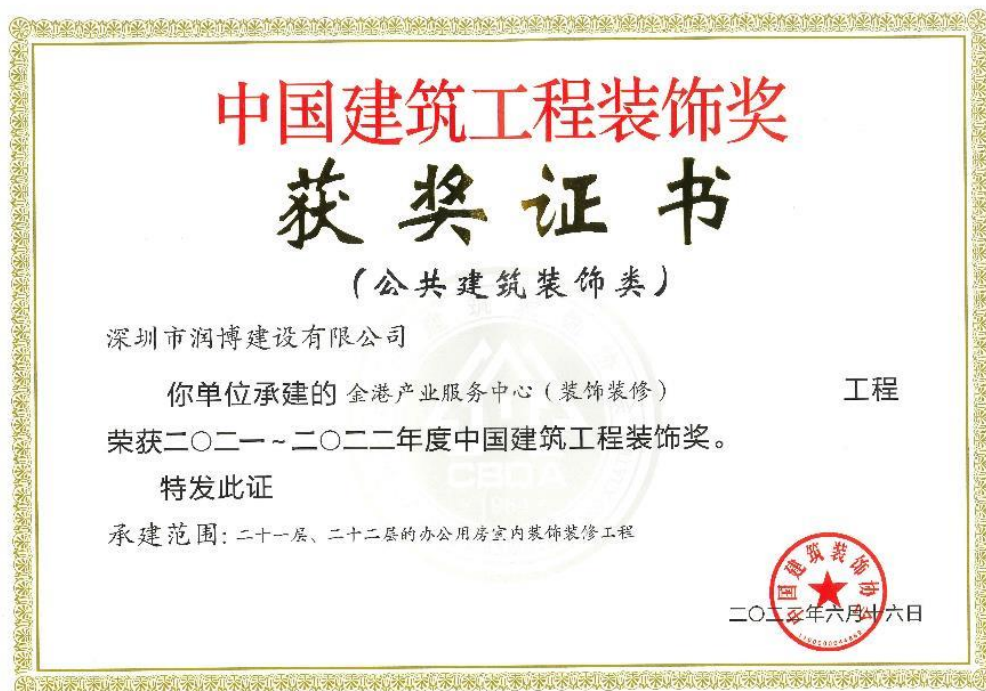 中国建筑工程装饰奖
获奖证书
(公共建筑装饰类)
深圳市润博建设有限公司
你单位承建的 金港产业服务中心(装饰装修) 工程
荣获二〇二一~二〇二二年度中国建筑工程装饰奖。
特发此证
承建范围:二十一层、二十二层的办公用房室内装饰装修工程
中国建筑装饰协会
年六月十六日
CBDA